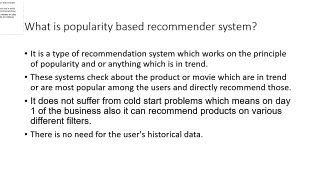 What is popularity based recommender system?
• It is a type of recommendation system which works on the principle
of popularity and or anything which is in trend.
• These systems check about the product or movie which are in trend
or are most popular among the users and directly recommend those.
• It does not suffer from cold start problems which means on day
1 of the business also it can recommend products on various
different filters.
• There is no need for the user's historical data.